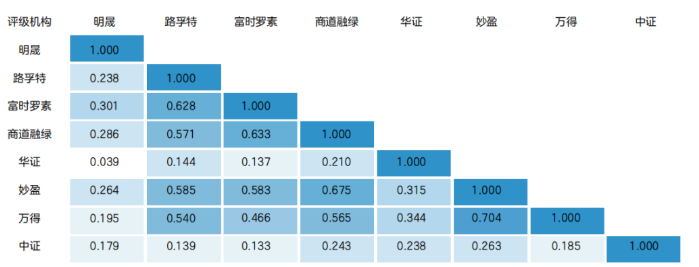 评级机构 明晟 路孚特 富时罗素 商道融绿 华证 妙盈 万得 中证
明晟 1.000
路孚特 0.238 1.000
富时罗素 0.301 0.628 1.000
商道融绿 0.286 0.571 0.633 1.000
华证 0.039 0.144 0.137 0.210 1.000
妙盈 0.264 0.585 0.583 0.675 0.315 1.000
万得 0.195 0.540 0.466 0.565 0.344 0.704 1.000
中证 0.179 0.139 0.133 0.243 0.238 0.263 0.185 1.000